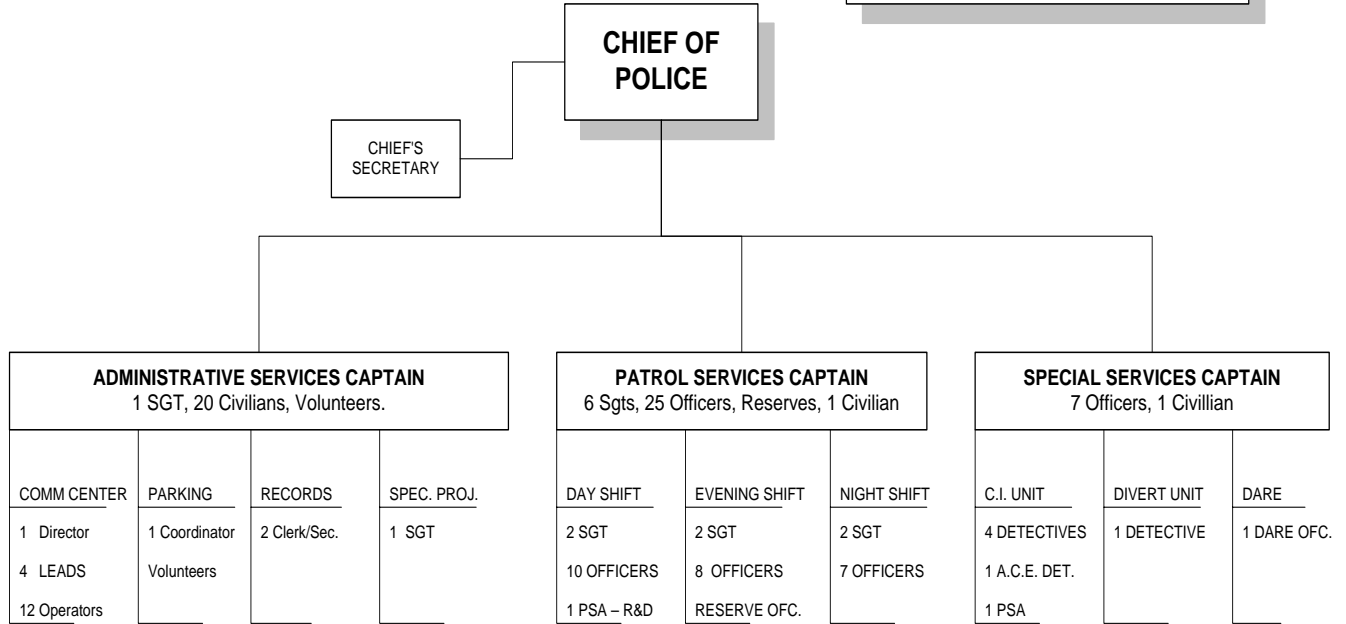 CHIEF OF
POLICE
CHIEF'S
SECRETARY
ADMINISTRATIVE SERVICES CAPTAIN
1 SGT, 20 Civilians, Volunteers.
COMM CENTER
1 Director
4 LEADS
12 Operators
PARKING
1 Coordinator
Volunteers
RECORDS
2 Clerk/Sec.
SPEC. PROJ.
1 SGT
PATROL SERVICES CAPTAIN
6 Sgts, 25 Officers, Reserves, 1 Civilian
DAY SHIFT
2 SGT
10 OFFICERS
1 PSA – R&D
EVENING SHIFT
2 SGT
8 OFFICERS
RESERVE OFC.
NIGHT SHIFT
2 SGT
7 OFFICERS
SPECIAL SERVICES CAPTAIN
7 Officers, 1 Civillian
C.I. UNIT
4 DETECTIVES
1 A.C.E. DET.
1 PSA
DIVERT UNIT
1 DETECTIVE
DARE
1 DARE OFC.